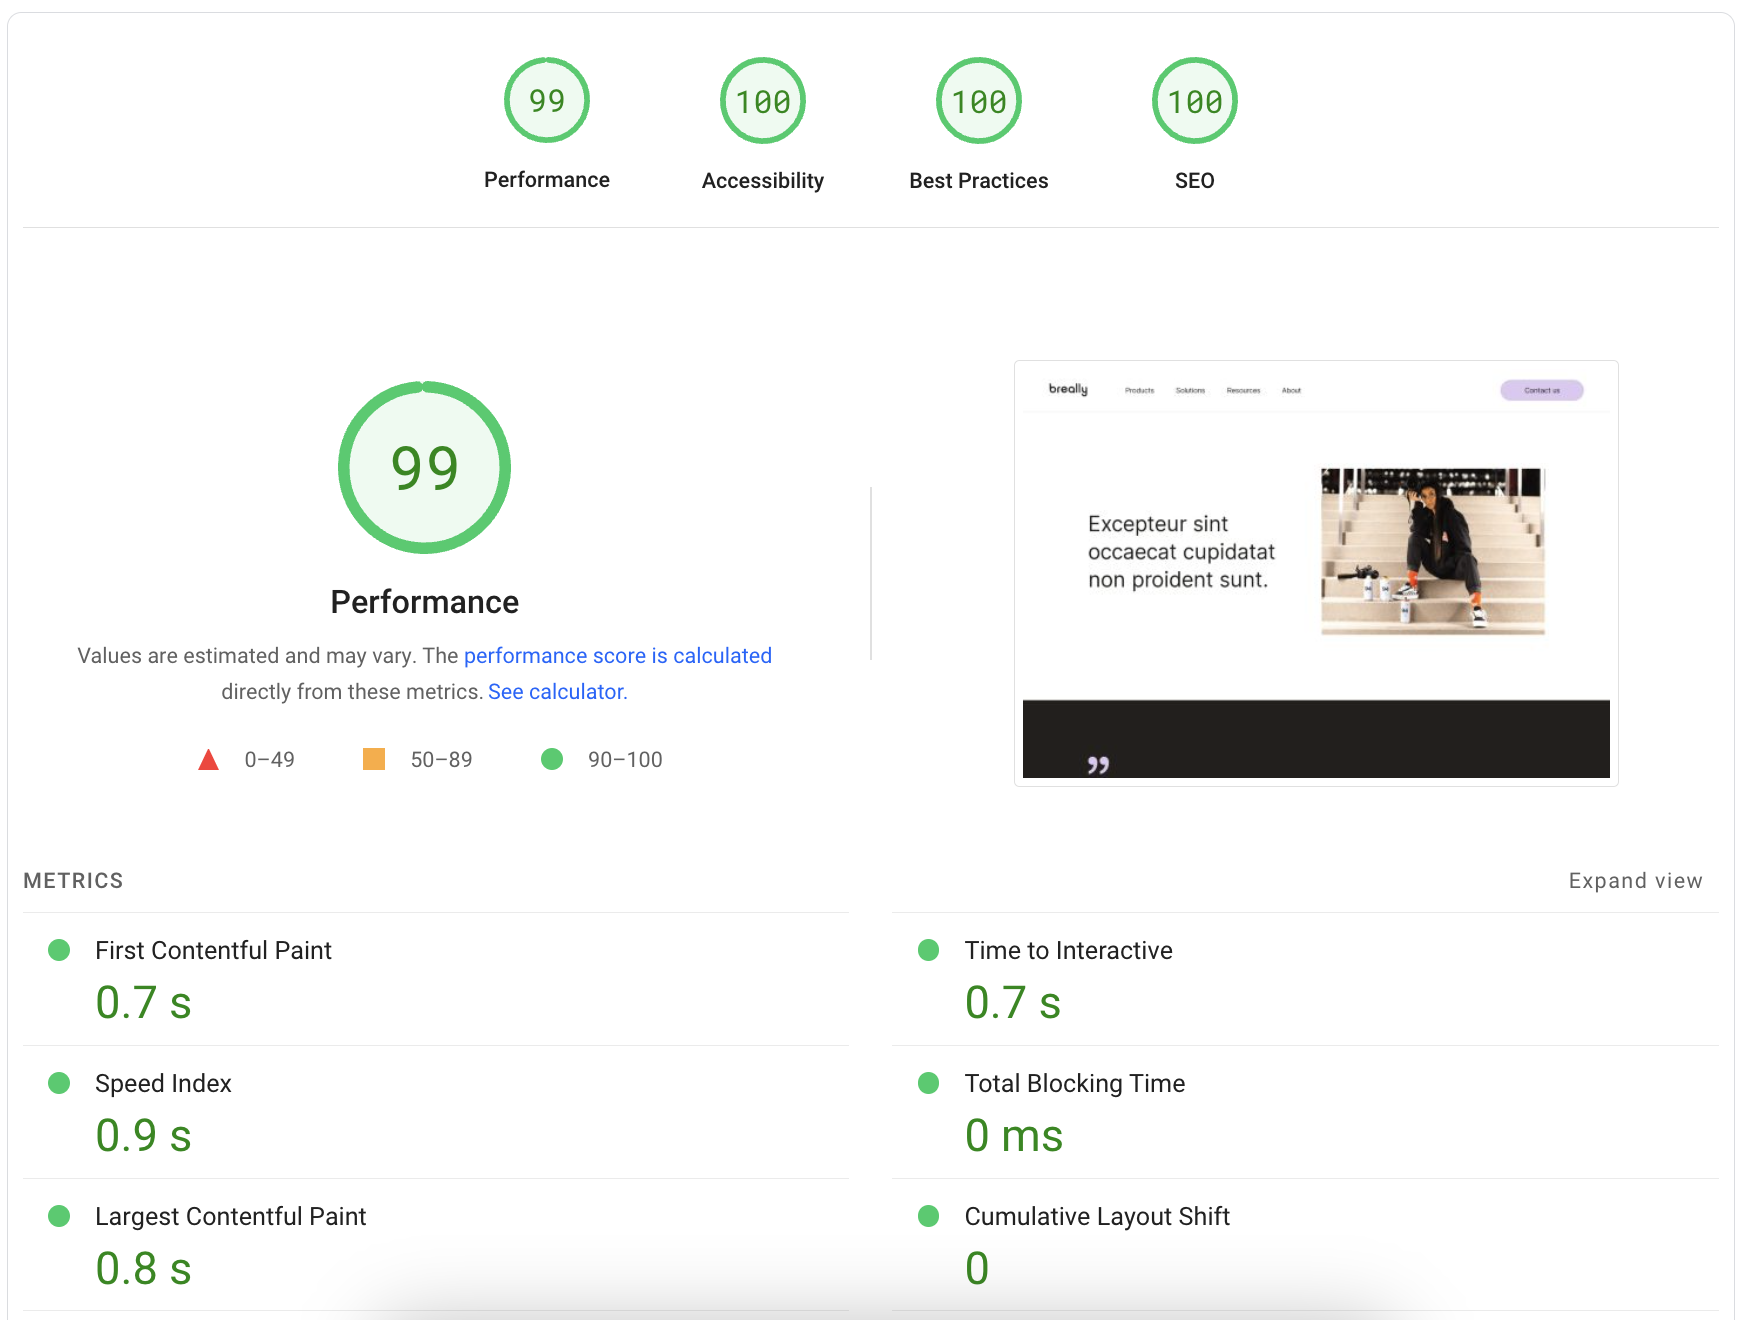 99
100
100
100
Performance
Accessibility
Best Practices
SEO
99
Performance
Values are estimated and may vary. The performance score is calculated
directly from these metrics. See calculator.
0–49
50–89
90–100
breally
Products
Solutions
Resources
About
Contact us
Excepteur sint
occaecat cupidatat
non proident sunt.
”
METRICS
Expand view
First Contentful Paint
0.7 s
Time to Interactive
0.7 s
Speed Index
0.9 s
Total Blocking Time
0 ms
Largest Contentful Paint
0.8 s
Cumulative Layout Shift
0